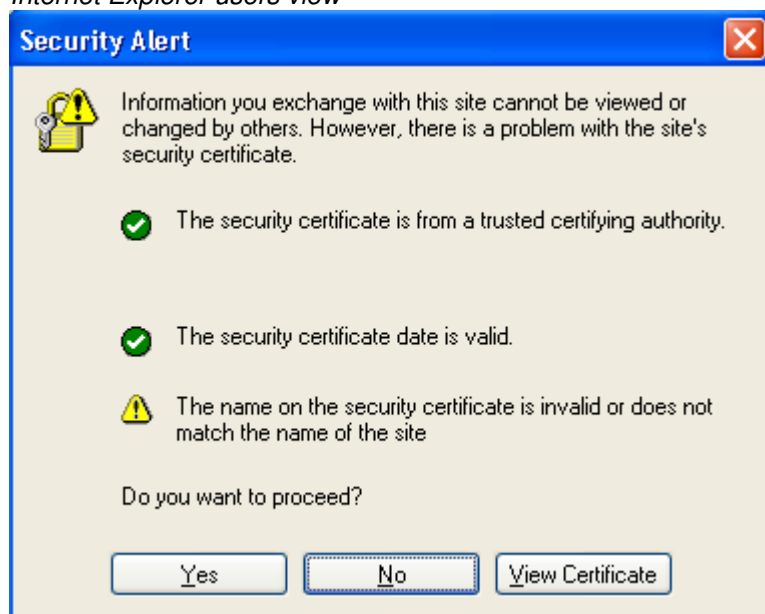 Internet Explorer users view
Security Alert
Information you exchange with this site cannot be viewed or
changed by others. However, there is a problem with the site's
security certificate.
The security certificate is from a trusted certifying authority.
The security certificate date is valid.
The name on the security certificate is invalid or does not
match the name of the site
Do you want to proceed?
Yes No View Certificate